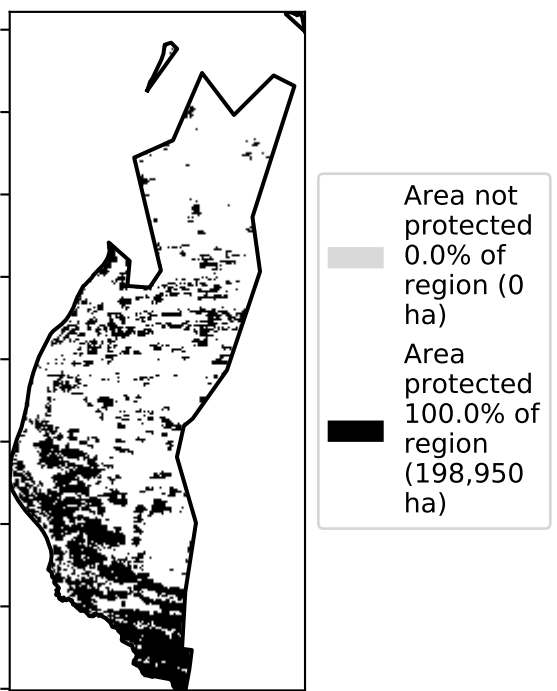 Area not
protected
0.0% of
region (0
ha)
Area
protected
100.0% of
region
(198,950
ha)